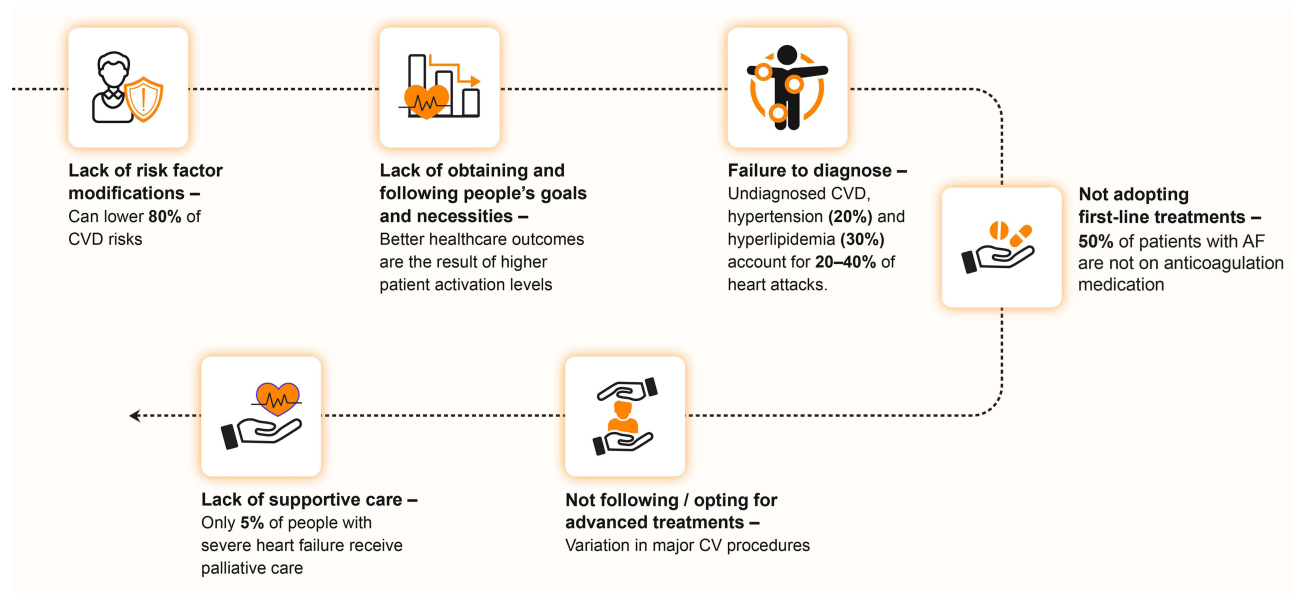 Lack of risk factor
modifications –
Can lower 80% of
CVD risks
Lack of obtaining and
following people’s goals
and necessities –
Better healthcare outcomes
are the result of higher
patient activation levels
Failure to diagnose –
Undiagnosed CVD,
hypertension (20%) and
hyperlipidemia (30%)
account for 20–40% of
heart attacks.
Not adopting
first-line treatments –
50% of patients with AF
are not on anticoagulation
medication
Not following / opting for
advanced treatments –
Variation in major CV procedures
Lack of supportive care –
Only 5% of people with
severe heart failure receive
palliative care